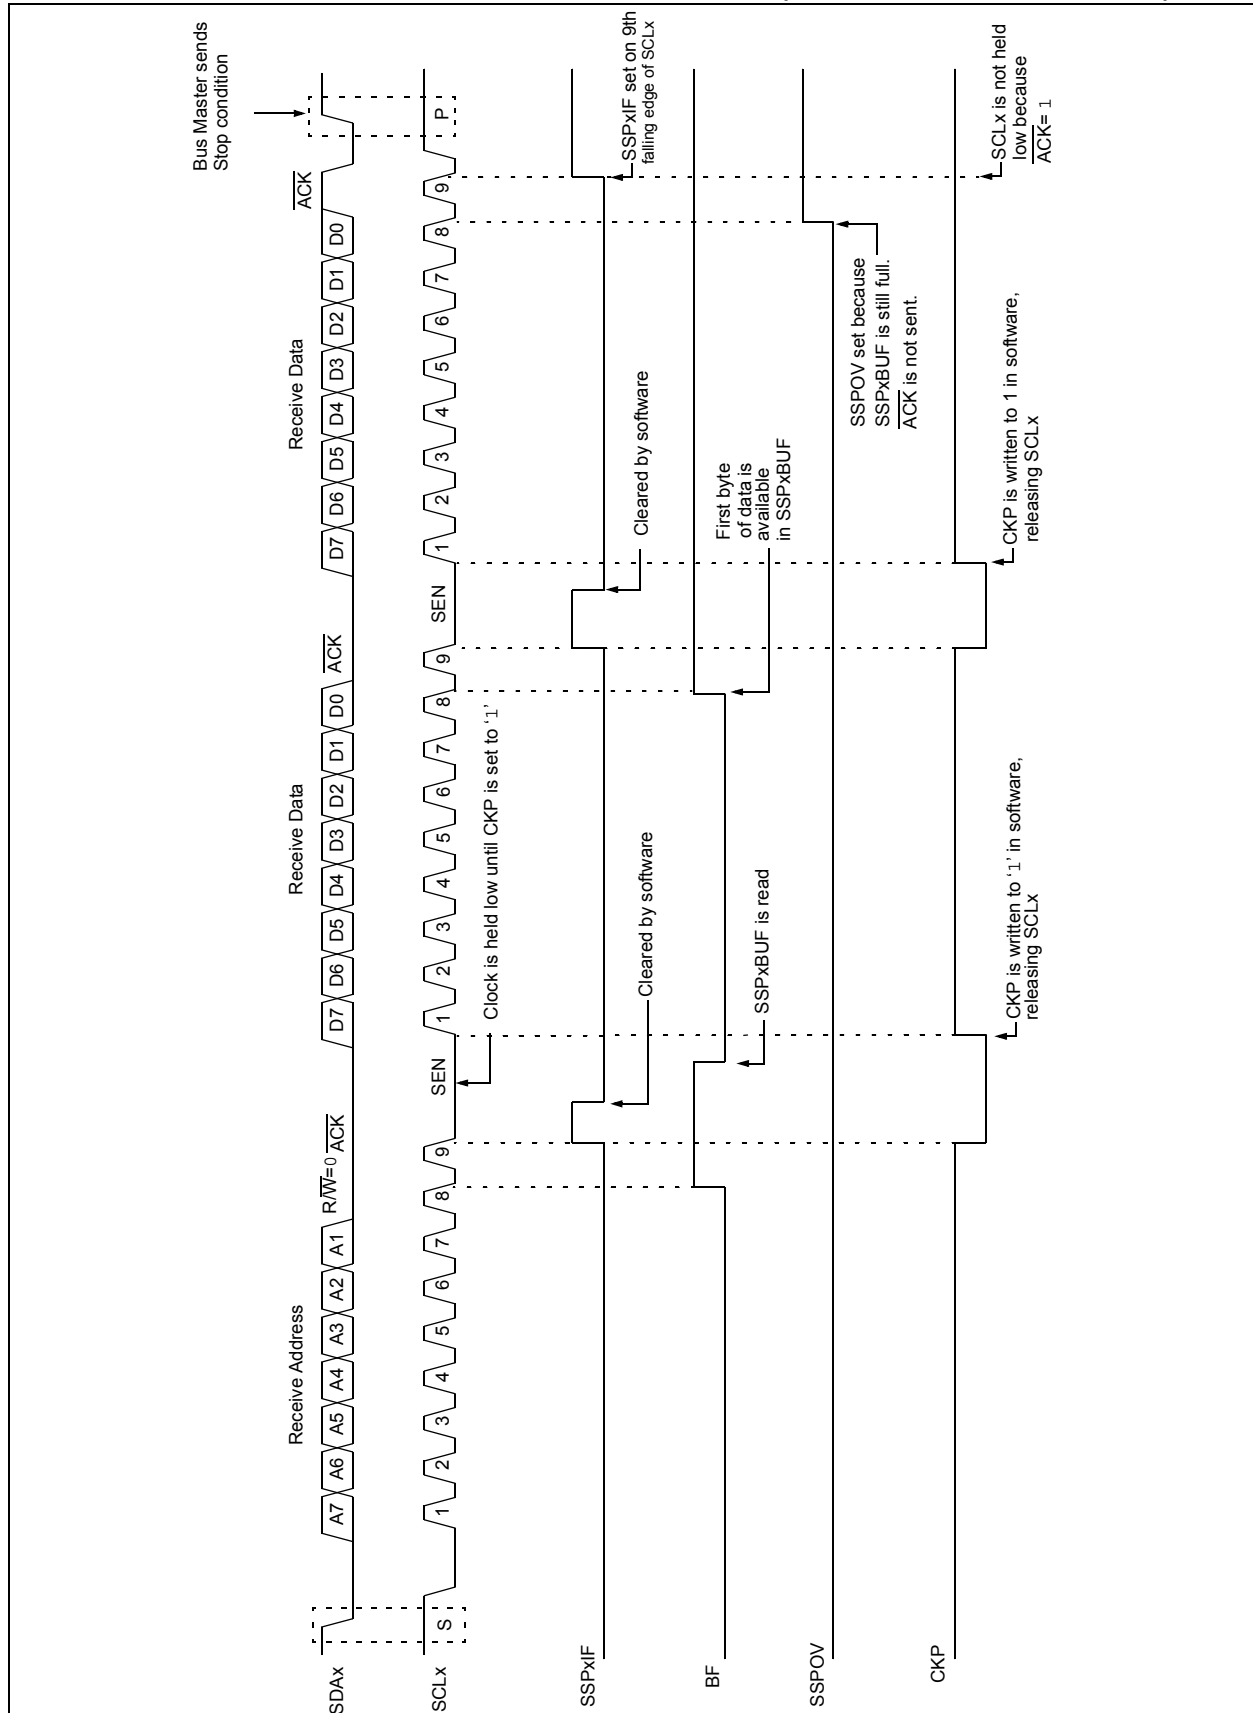 Bus Master sends
Stop condition
Receive Address
Receive Data
Receive Data
R/W=0
ACK
ACK
ACK
SDAx
A7
A6
A5
A4
A3
A2
A1
D7
D6
D5
D4
D3
D2
D1
D0
D7
D6
D5
D4
D3
D2
D1
D0
SCLx
S
1
2
3
4
5
6
7
8
9
SEN
1
2
3
4
5
6
7
8
9
SEN
1
2
3
4
5
6
7
8
9
P
Clock is held low until CKP is set to ‘1’
SSPxIF
Cleared by software
Cleared by software
SSPxIF set on 9th
falling edge of SCLx
BF
SSPxBUF is read
First byte
of data is
available
in SSPxBUF
SSPOV
SSPOV set because
SSPxBUF is still full.
ACK is not sent.
CKP
CKP is written to ‘1’ in software,
releasing SCLx
CKP is written to 1 in software,
releasing SCLx
SCLx is not held
low because
ACK= 1